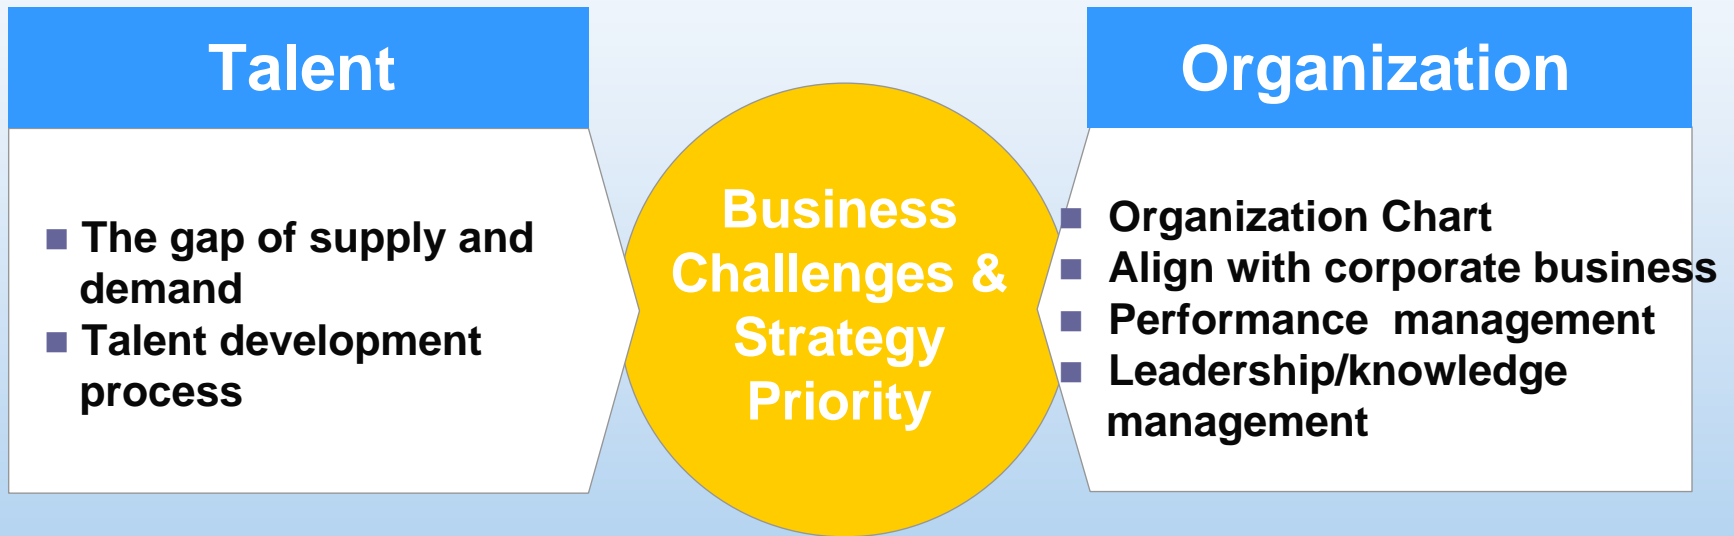 Talent
■ The gap of supply and
demand
■ Talent development
process
Business
Challenges &
Strategy
Priority
Organization
■ Organization Chart
■ Align with corporate business
■ Performance  management
■ Leadership/knowledge
management